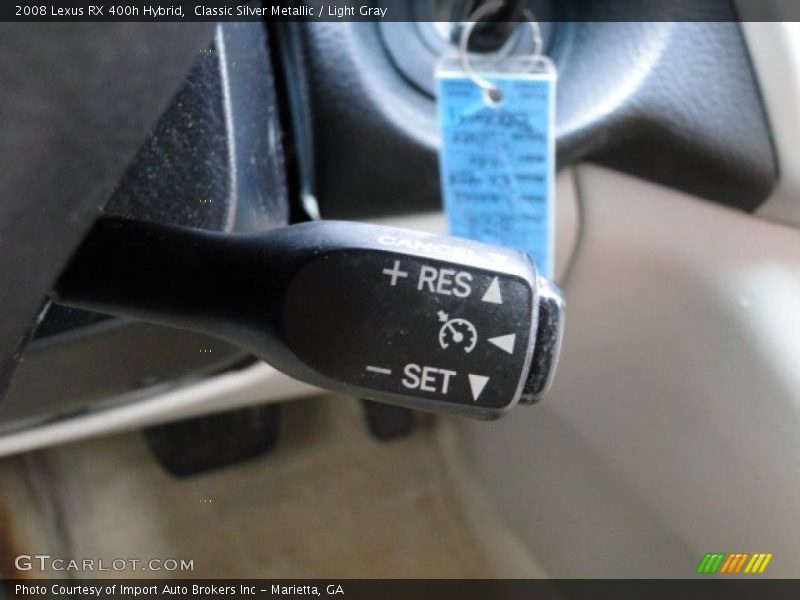 2008 Lexus RX 400h Hybrid,  Classic Silver Metallic / Light Gray
CANCEL
+ RES
− SET
GTCARLOT.COM
Photo Courtesy of Import Auto Brokers Inc – Marietta, GA